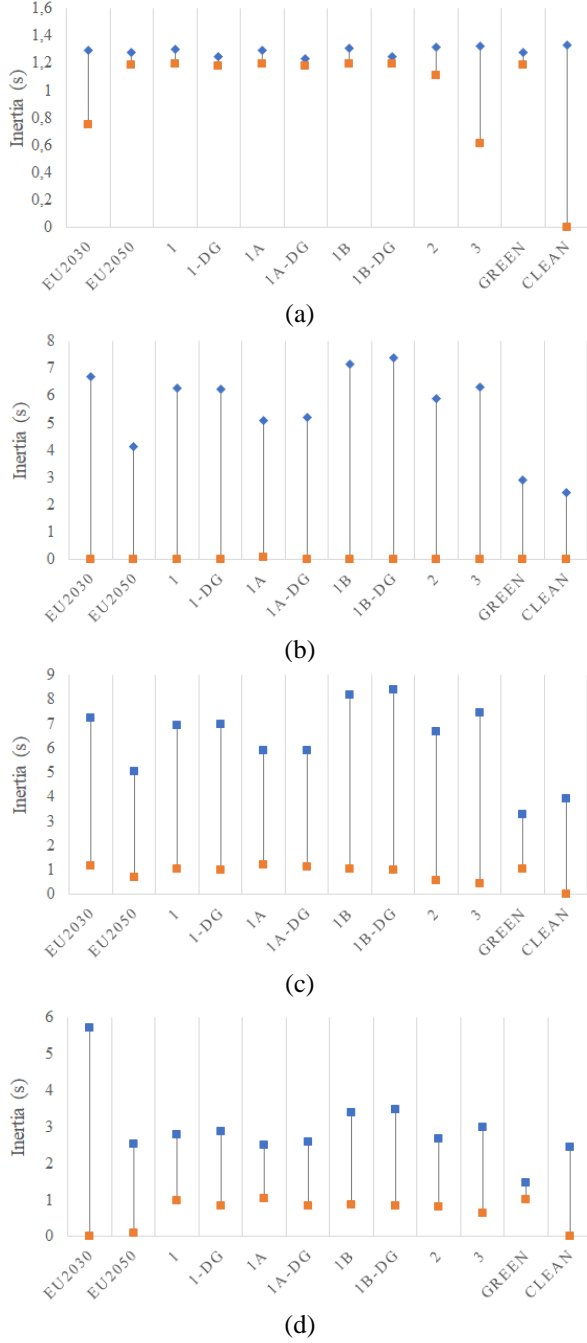 1,6
1,4
1,2
1
0,8
0,6
0,4
0,2
0
Inertia (s)
EU2030 EU2050 1 1-DG 1A 1A-DG 1B 1B-DG 2 3 GREEN CLEAN
(a)
8
7
6
5
4
3
2
1
0
Inertia (s)
EU2030 EU2050 1 1-DG 1A 1A-DG 1B 1B-DG 2 3 GREEN CLEAN
(b)
9
8
7
6
5
4
3
2
1
0
Inertia (s)
EU2030 EU2050 1 1-DG 1A 1A-DG 1B 1B-DG 2 3 GREEN CLEAN
(c)
6
5
4
3
2
1
0
Inertia (s)
EU2030 EU2050 1 1-DG 1A 1A-DG 1B 1B-DG 2 3 GREEN CLEAN
(d)